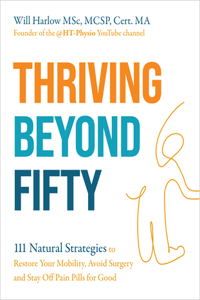 Will Harlow MSc, MCSP, Cert. MA
Founder of the @HT-Physio YouTube channel
THRIVING
BEYOND
FIFTY
111 Natural Strategies to
Restore Your Mobility, Avoid Surgery
and Stay Off Pain Pills for Good